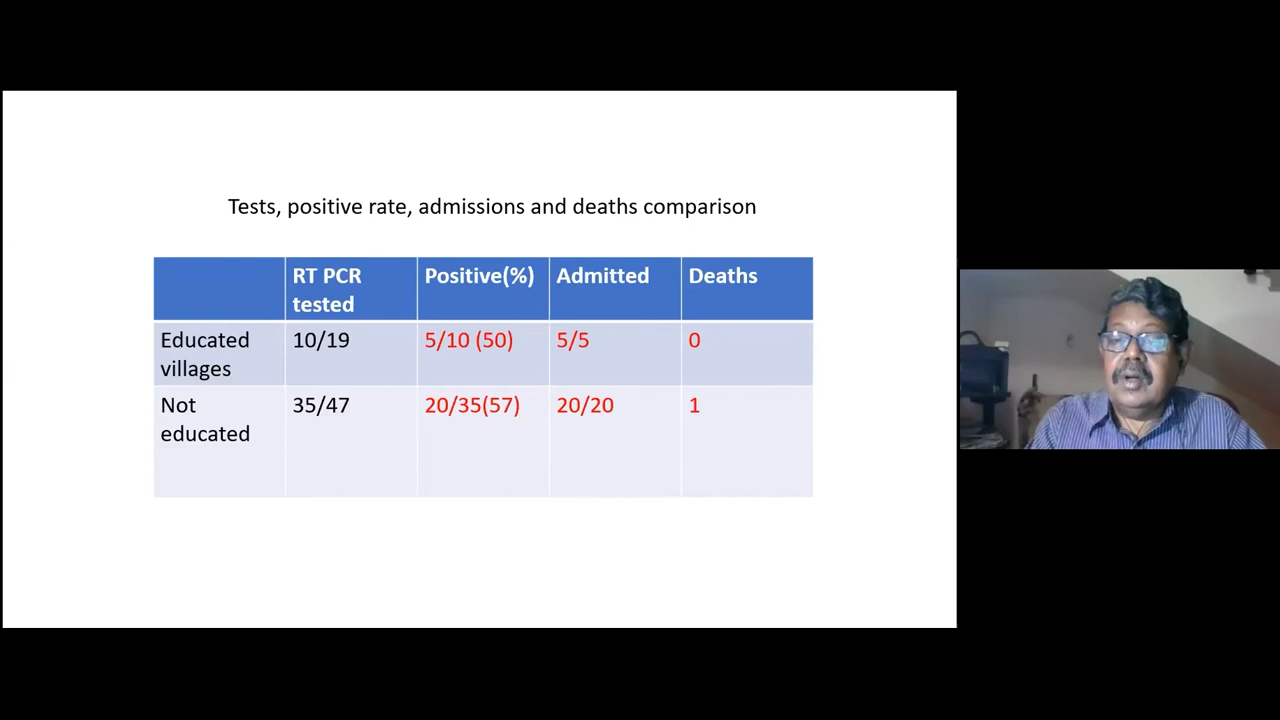 Tests, positive rate, admissions and deaths comparison
RT PCR tested Positive(%) Admitted Deaths
Educated villages 10/19 5/10 (50) 5/5 0
Not educated 35/47 20/35(57) 20/20 1